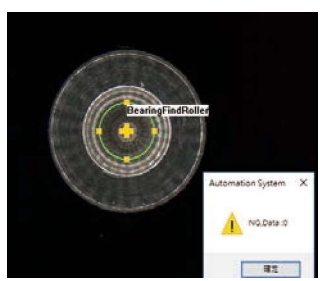 BearingFindRoller
Automation System
NG,Data :0
確定